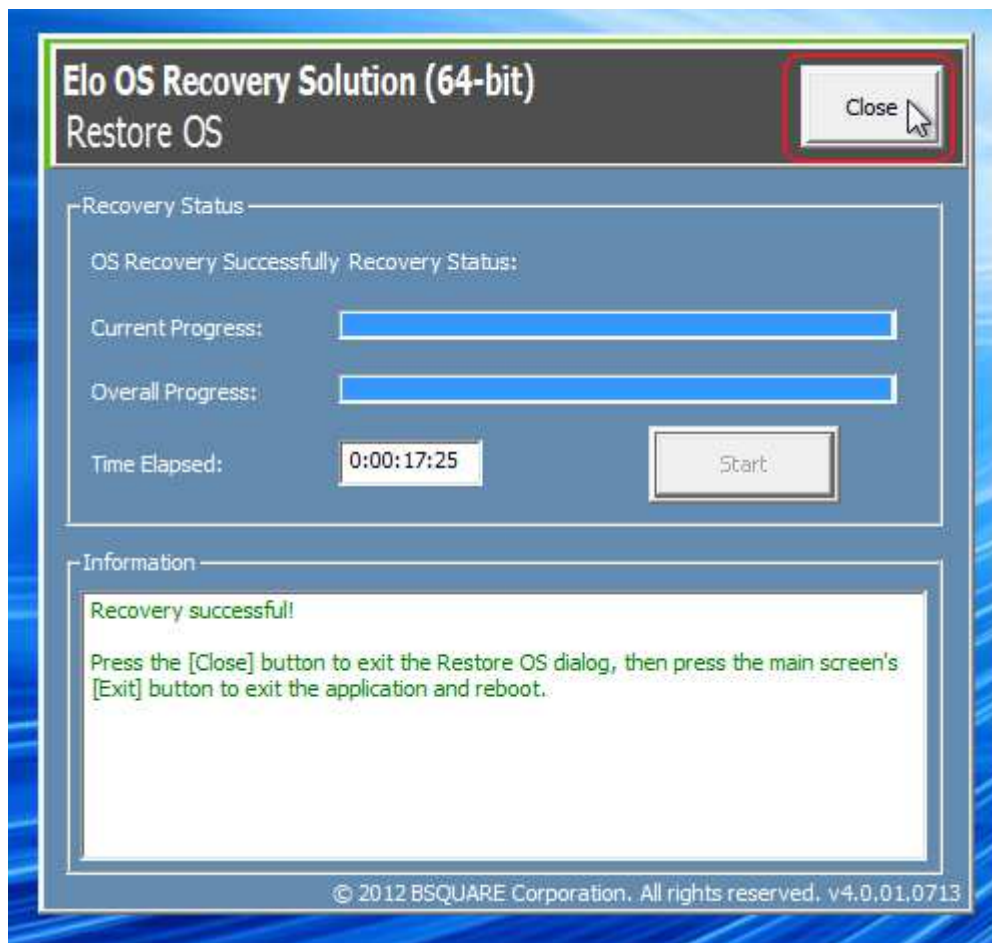 Elo OS Recovery Solution (64-bit)
Restore OS
Close
Recovery Status
OS Recovery Successfully Recovery Status:
Current Progress:
Overall Progress:
Time Elapsed:
0:00:17:25
Start
Information
Recovery successful!
Press the [Close] button to exit the Restore OS dialog, then press the main screen's
[Exit] button to exit the application and reboot.
© 2012 BSQUARE Corporation. All rights reserved. v4.0.01.0713